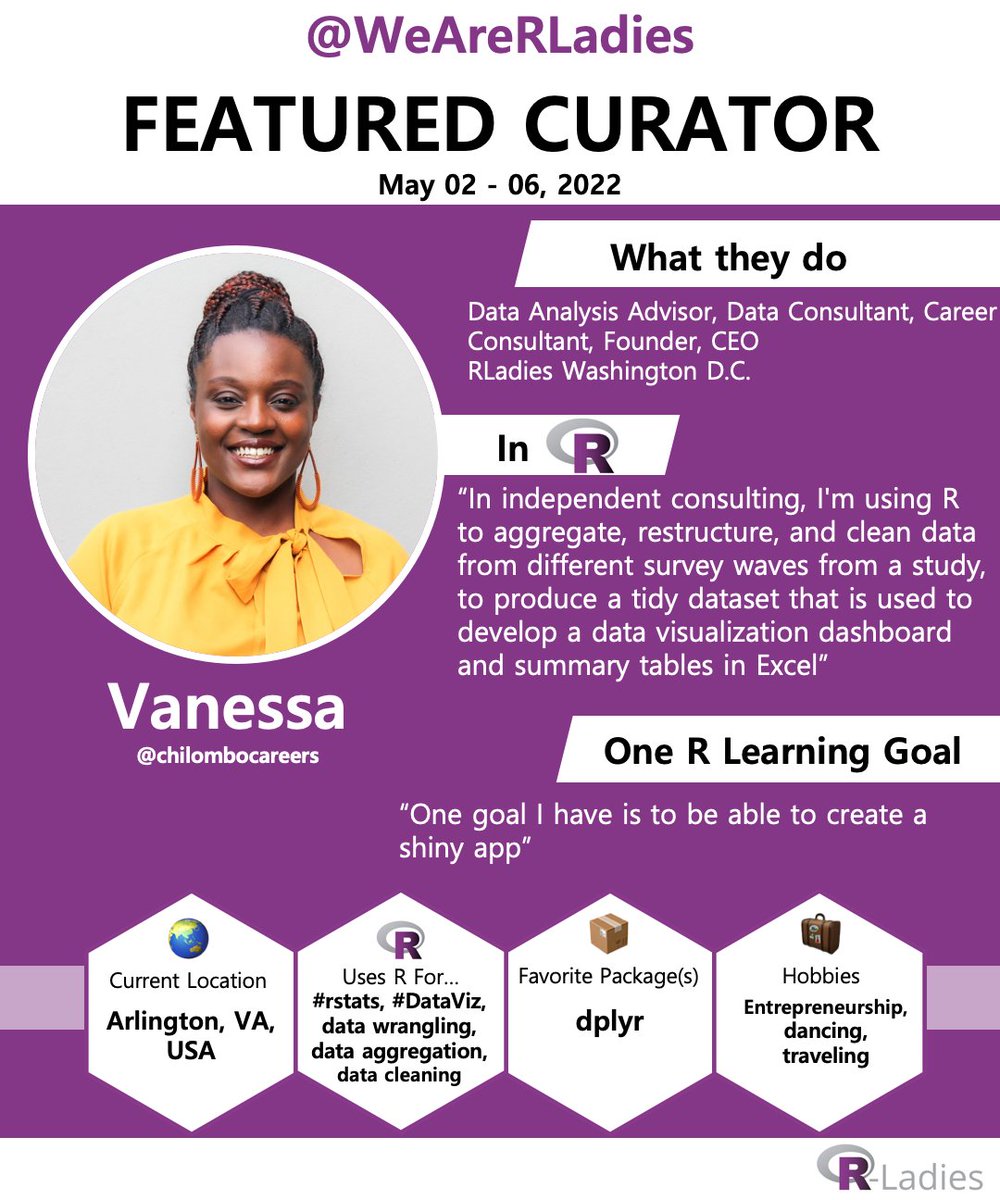 @WeAreRLadies
FEATURED CURATOR
May 02 - 06, 2022
What they do
Data Analysis Advisor, Data Consultant, Career
Consultant, Founder, CEO
RLadies Washington D.C.
In R
“In independent consulting, I'm using R
to aggregate, restructure, and clean data
from different survey waves from a study,
to produce a tidy dataset that is used to
develop a data visualization dashboard
and summary tables in Excel”
Vanessa
@chilombocareers
One R Learning Goal
“One goal I have is to be able to create a
shiny app”
Current Location
Arlington, VA,
USA
R
Uses R For...
#rstats, #DataViz,
data wrangling,
data aggregation,
data cleaning
Favorite Package(s)
dplyr
Hobbies
Entrepreneurship,
dancing,
traveling
R-Ladies